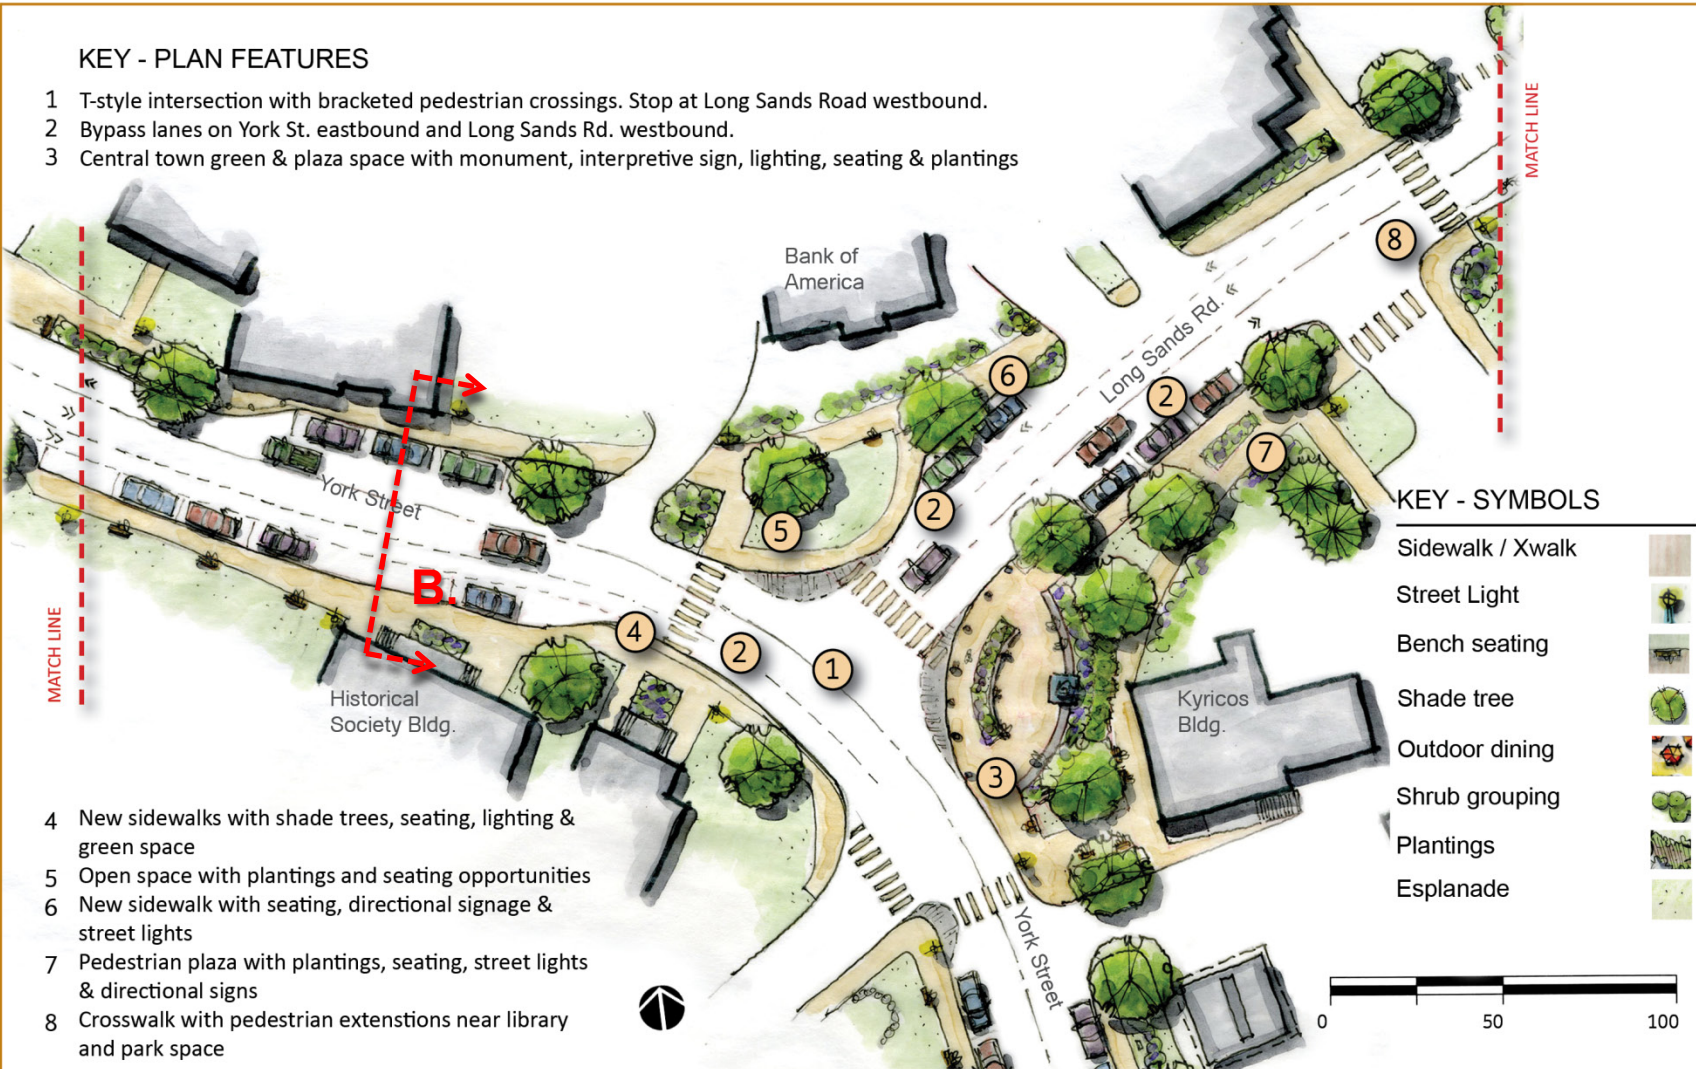 KEY - PLAN FEATURES
1 T-style intersection with bracketed pedestrian crossings. Stop at Long Sands Road westbound.
2 Bypass lanes on York St. eastbound and Long Sands Rd. westbound.
3 Central town green & plaza space with monument, interpretive sign, lighting, seating & plantings
MATCH LINE
8
Bank of
America
Long Sands Rd.
6
2
7
York Street
2
5
KEY - SYMBOLS
Sidewalk / Xwalk
Street Light
Bench seating
Shade tree
Outdoor dining
Shrub grouping
Plantings
Esplanade
B.
4
2
1
MATCH LINE
Historical
Society Bldg.
Kyricos
Bldg.
3
4 New sidewalks with shade trees, seating, lighting &
green space
5 Open space with plantings and seating opportunities
6 New sidewalk with seating, directional signage &
street lights
7 Pedestrian plaza with plantings, seating, street lights
& directional signs
8 Crosswalk with pedestrian extenstions near library
and park space
York Street
0 50 100